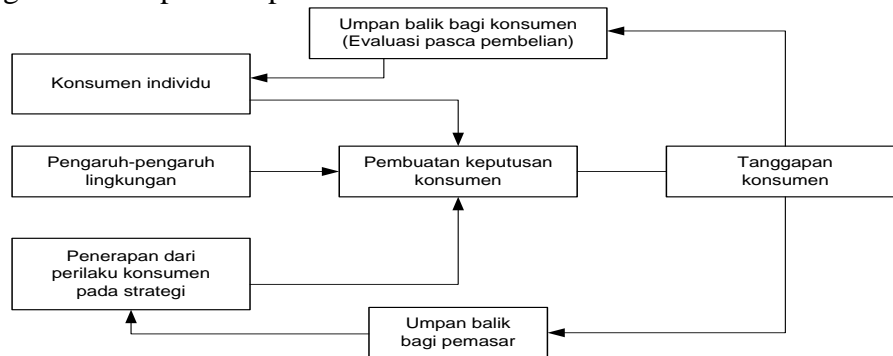 Umpan balik bagi konsumen
(Evaluasi pasca pembelian)
Konsumen individu
Pengaruh-pengaruh
lingkungan
Pembuatan keputusan
konsumen
Tanggapan
konsumen
Penerapan dari
perilaku konsumen
pada strategi
Umpan balik
bagi pemasar